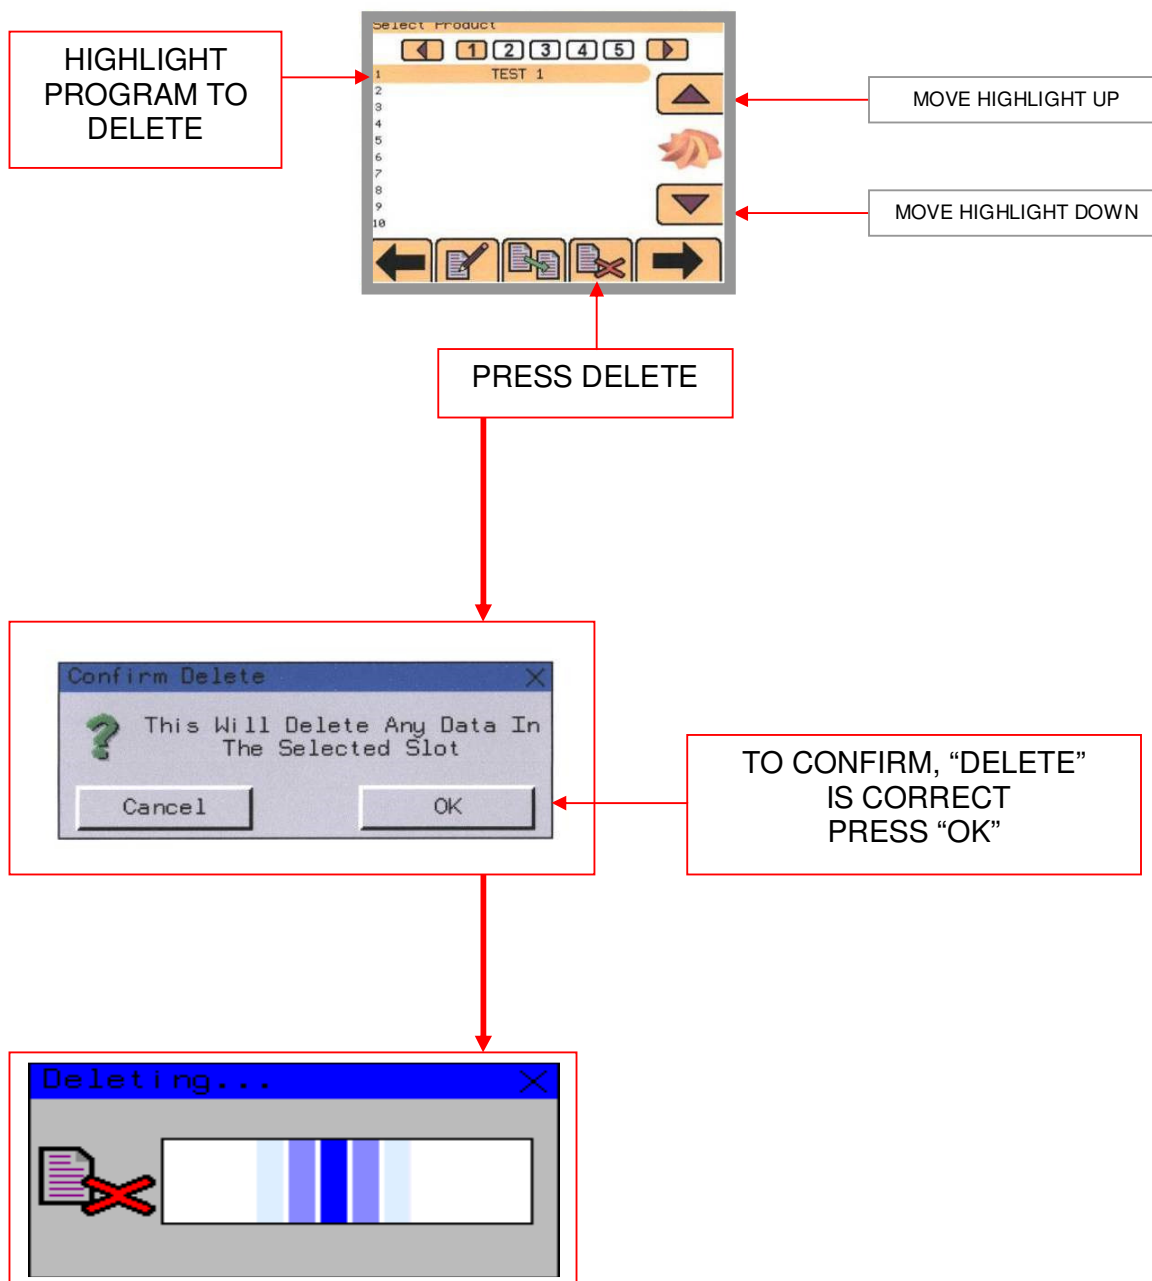 Select Product
HIGHLIGHT
PROGRAM TO
DELETE
1 2 3 4 5
1 TEST 1
2
3
4
5
6
7
8
9
10
MOVE HIGHLIGHT UP
MOVE HIGHLIGHT DOWN
PRESS DELETE
Confirm Delete
This Will Delete Any Data In
The Selected Slot
Cancel OK
TO CONFIRM, “DELETE”
IS CORRECT
PRESS “OK”
Deleting...